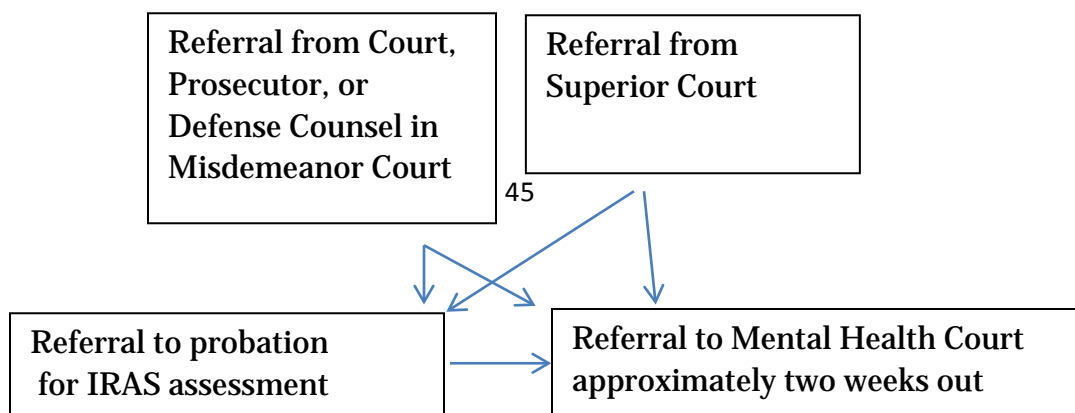 Referral from Court,
Prosecutor, or
Defense Counsel in
Misdemeanor Court
Referral from
Superior Court
45
Referral to probation
for IRAS assessment
Referral to Mental Health Court
approximately two weeks out